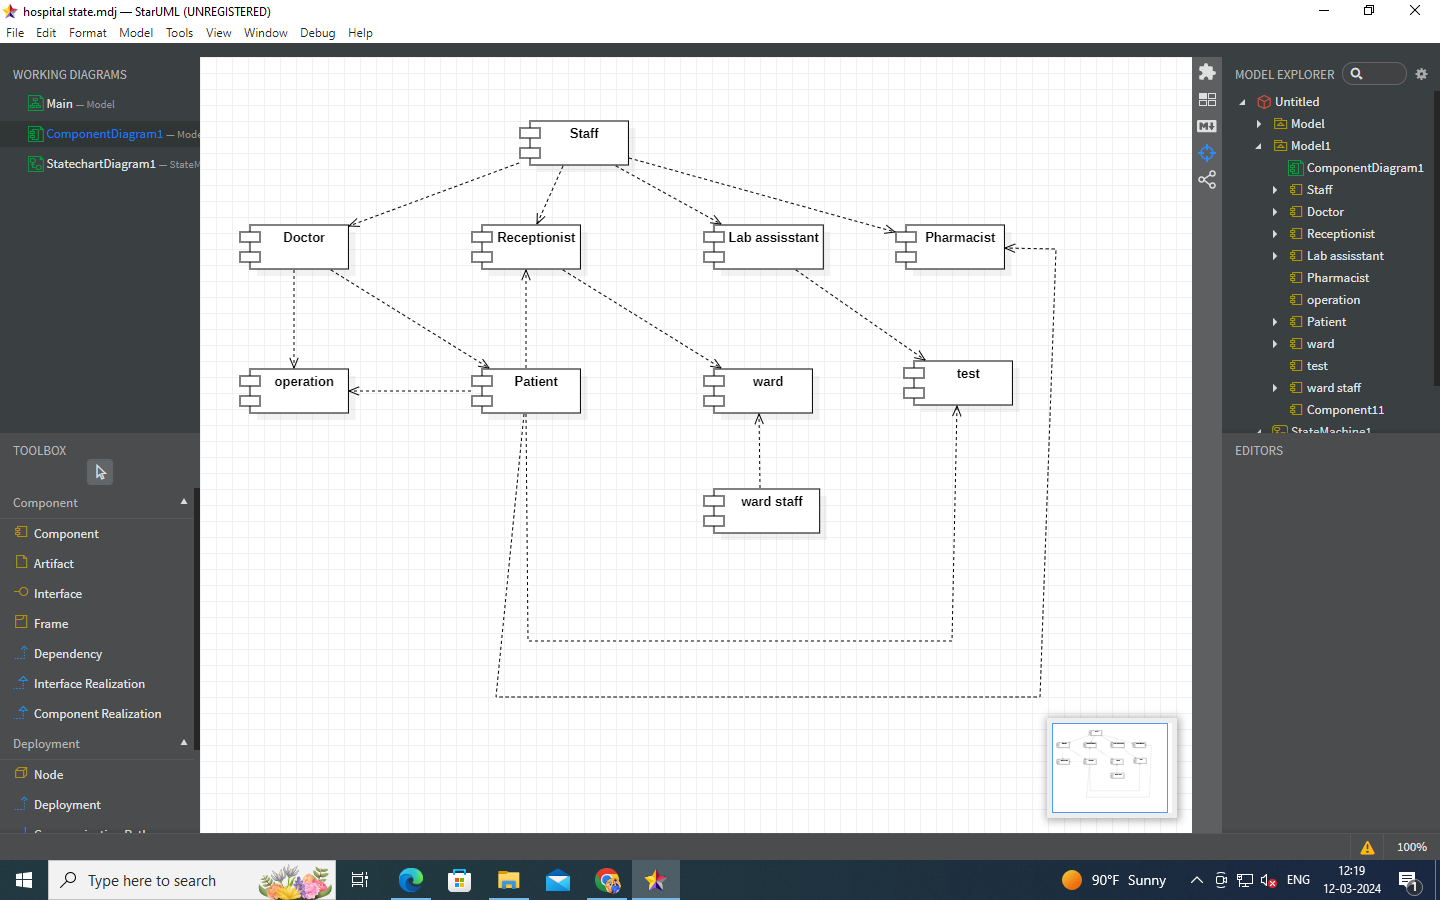 hospital state.mdj — StarUML (UNREGISTERED)
File Edit Format Model Tools View Window Debug Help
WORKING DIAGRAMS
Main — Model
ComponentDiagram1 — Mode
StatechartDiagram1 — StateM
TOOLBOX
Component
Component
Artifact
Interface
Frame
Dependency
Interface Realization
Component Realization
Deployment
Node
Deployment
Staff
Doctor
Receptionist
Lab assisstant
Pharmacist
operation
Patient
ward
test
ward staff
M
MODEL EXPLORER
Untitled
Model
Model1
ComponentDiagram1
Staff
Doctor
Receptionist
Lab assisstant
Pharmacist
operation
Patient
ward
test
ward staff
Component11
StateMachine1
EDITORS
100%
Type here to search
90°F Sunny
ENG
12:19
12-03-2024
1